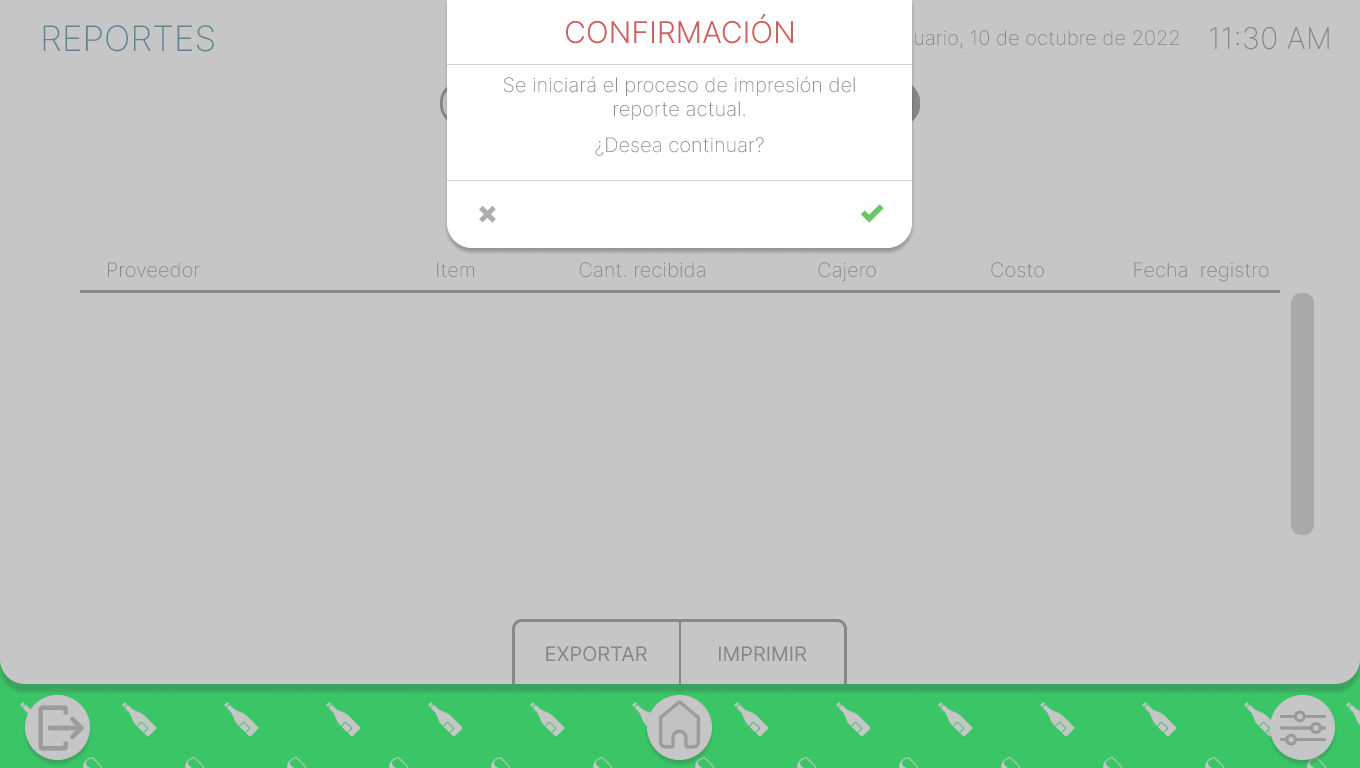 REPORTES
CONFIRMACIÓN
10 de octubre de 2022
11:30 AM
Se iniciará el proceso de impresión del
reporte actual.
¿Desea continuar?
Proveedor Item Cant. recibida Cajero Costo Fecha registro
EXPORTAR IMPRIMIR